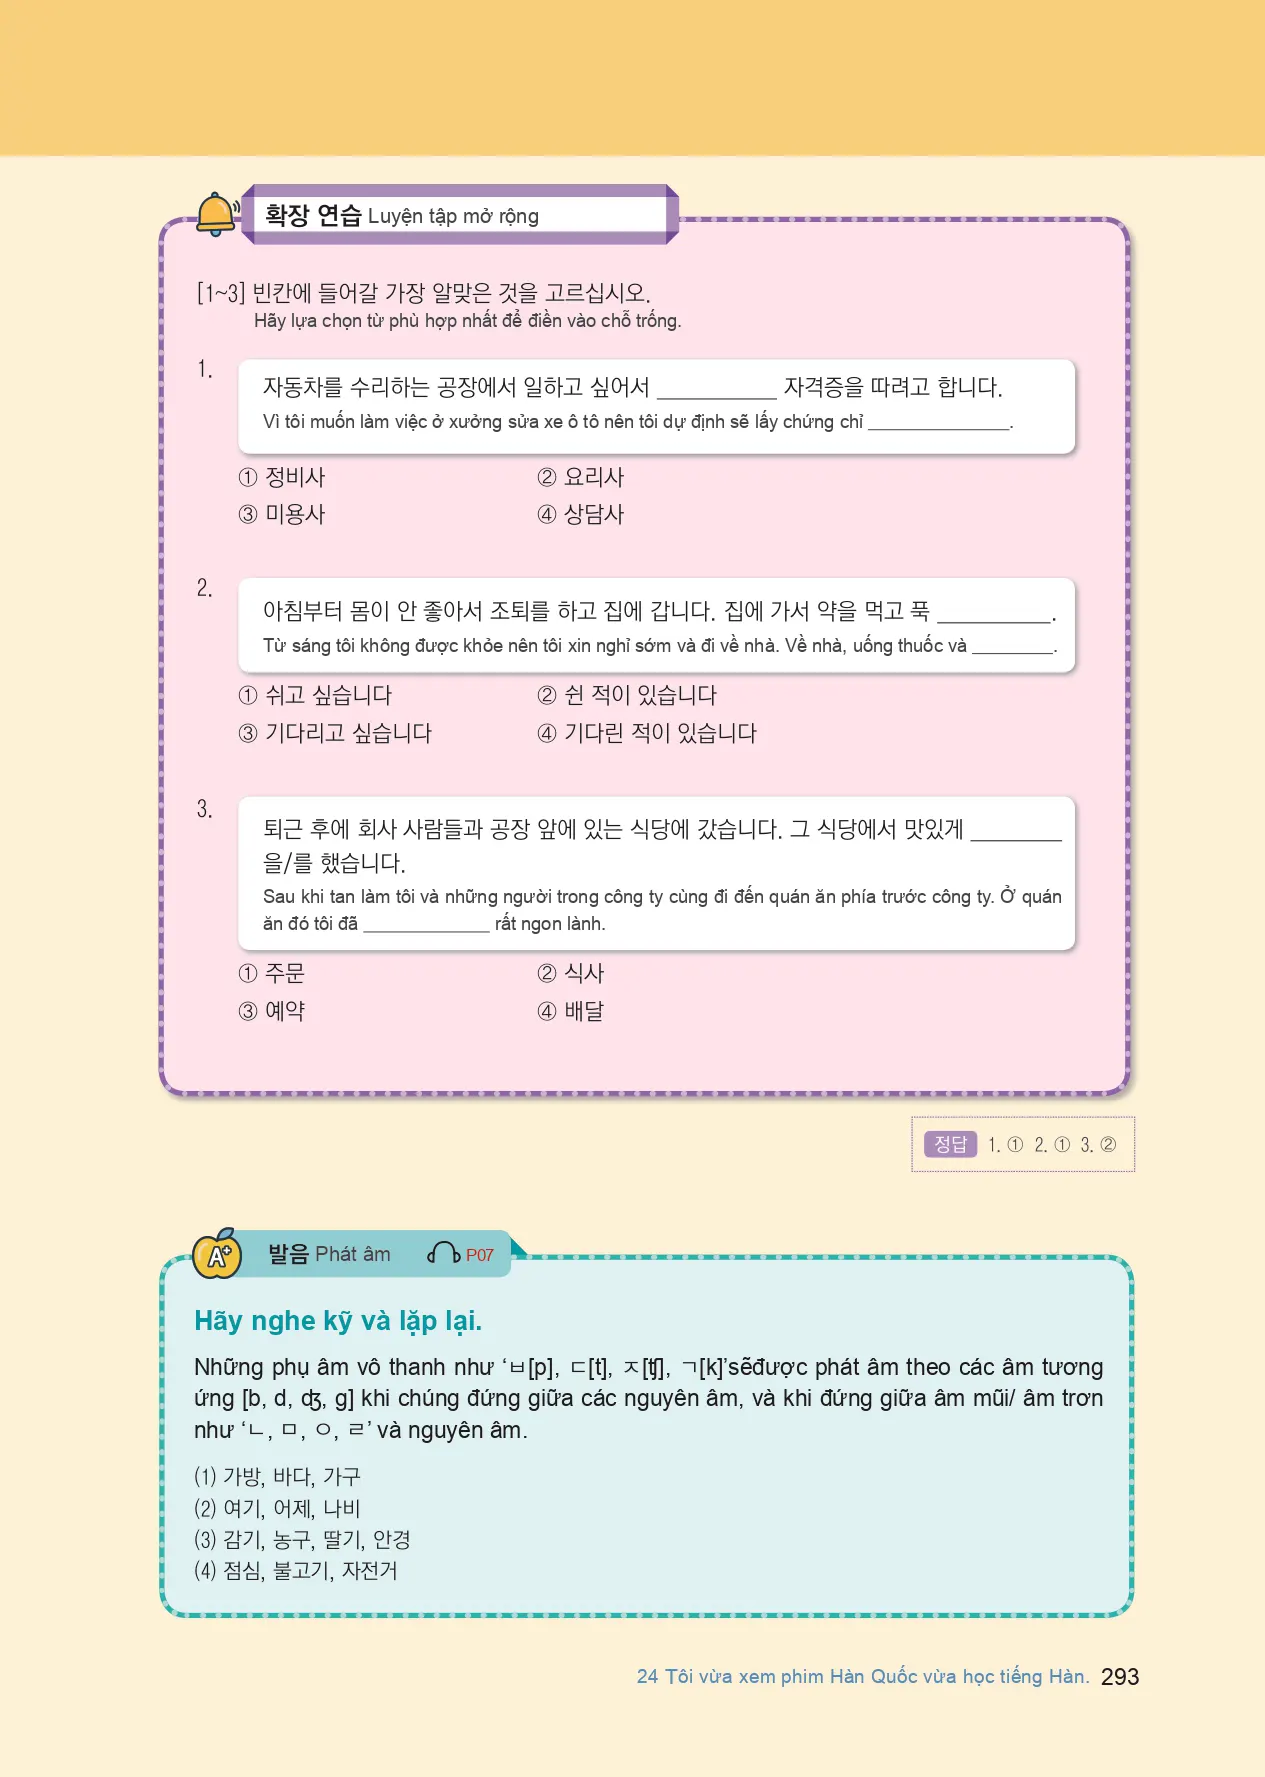 확장 연습 Luyện tập mở rộng
[1~3] 빈칸에 들어갈 가장 알맞은 것을 고르십시오.
Hãy lựa chọn từ phù hợp nhất để điền vào chỗ trống.
1.
자동차를 수리하는 공장에서 일하고 싶어서 __________ 자격증을 따려고 합니다.
Vì tôi muốn làm việc ở xưởng sửa xe ô tô nên tôi dự định sẽ lấy chứng chỉ ______________.
① 정비사 ② 요리사
③ 미용사 ④ 상담사
2.
아침부터 몸이 안 좋아서 조퇴를 하고 집에 갑니다. 집에 가서 약을 먹고 푹 __________.
Từ sáng tôi không được khỏe nên tôi xin nghỉ sớm và đi về nhà. Về nhà, uống thuốc và ________.
① 쉬고 싶습니다 ② 쉰 적이 있습니다
③ 기다리고 싶습니다 ④ 기다린 적이 있습니다
3.
퇴근 후에 회사 사람들과 공장 앞에 있는 식당에 갔습니다. 그 식당에서 맛있게 ________
을/를 했습니다.
Sau khi tan làm tôi và những người trong công ty cùng đi đến quán ăn phía trước công ty. Ở quán
ăn đó tôi đã _____________ rất ngon lành.
① 주문 ② 식사
③ 예약 ④ 배달
정답 1. ① 2. ① 3. ②
A+ 발음 Phát âm P07
Hãy nghe kỹ và lặp lại.
Những phụ âm vô thanh như ‘ㅂ[p], ㄷ[t], ㅈ[ʧ], ㄱ[k]’sẽđược phát âm theo các âm tương
ứng [b, d, ʤ, g] khi chúng đứng giữa các nguyên âm, và khi đứng giữa âm mũi/ âm trơn
như ‘ㄴ, ㅁ, ㅇ, ㄹ’ và nguyên âm.
(1) 가방, 바다, 가구
(2) 여기, 어제, 나비
(3) 감기, 농구, 딸기, 안경
(4) 점심, 불고기, 자전거
24 Tôi vừa xem phim Hàn Quốc vừa học tiếng Hàn. 293